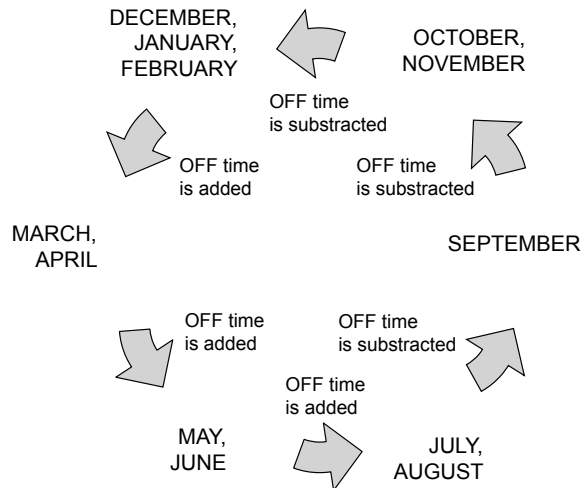 DECEMBER,
JANUARY,
FEBRUARY
OCTOBER,
NOVEMBER
OFF time
is substracted
OFF time
is added
OFF time
is substracted
MARCH,
APRIL
SEPTEMBER
OFF time
is added
OFF time
is substracted
OFF time
is added
MAY,
JUNE
JULY,
AUGUST